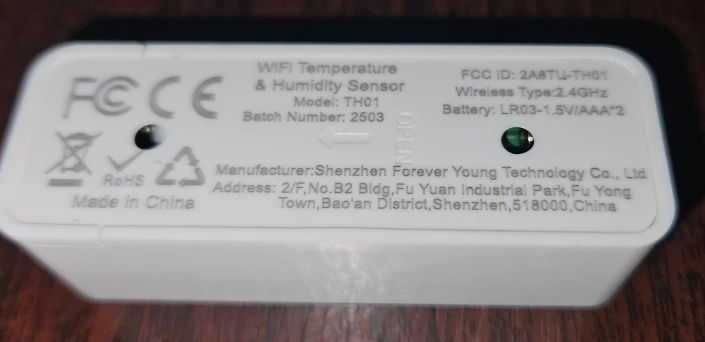 FC CE
WIFI Temperature
& Humidity Sensor
Model: TH01
Batch Number: 2503
FCC ID: 2A8TU-TH01
Wireless Type:2.4GHz
Battery: LR03-1.5V/AAA*2
OPEN
RoHS
Made in China
Manufacturer:Shenzhen Forever Young Technology Co., Ltd
Address: 2/F,No.B2 Bldg,Fu Yuan Industrial Park,Fu Yong
Town,Bao'an District,Shenzhen,518000,China